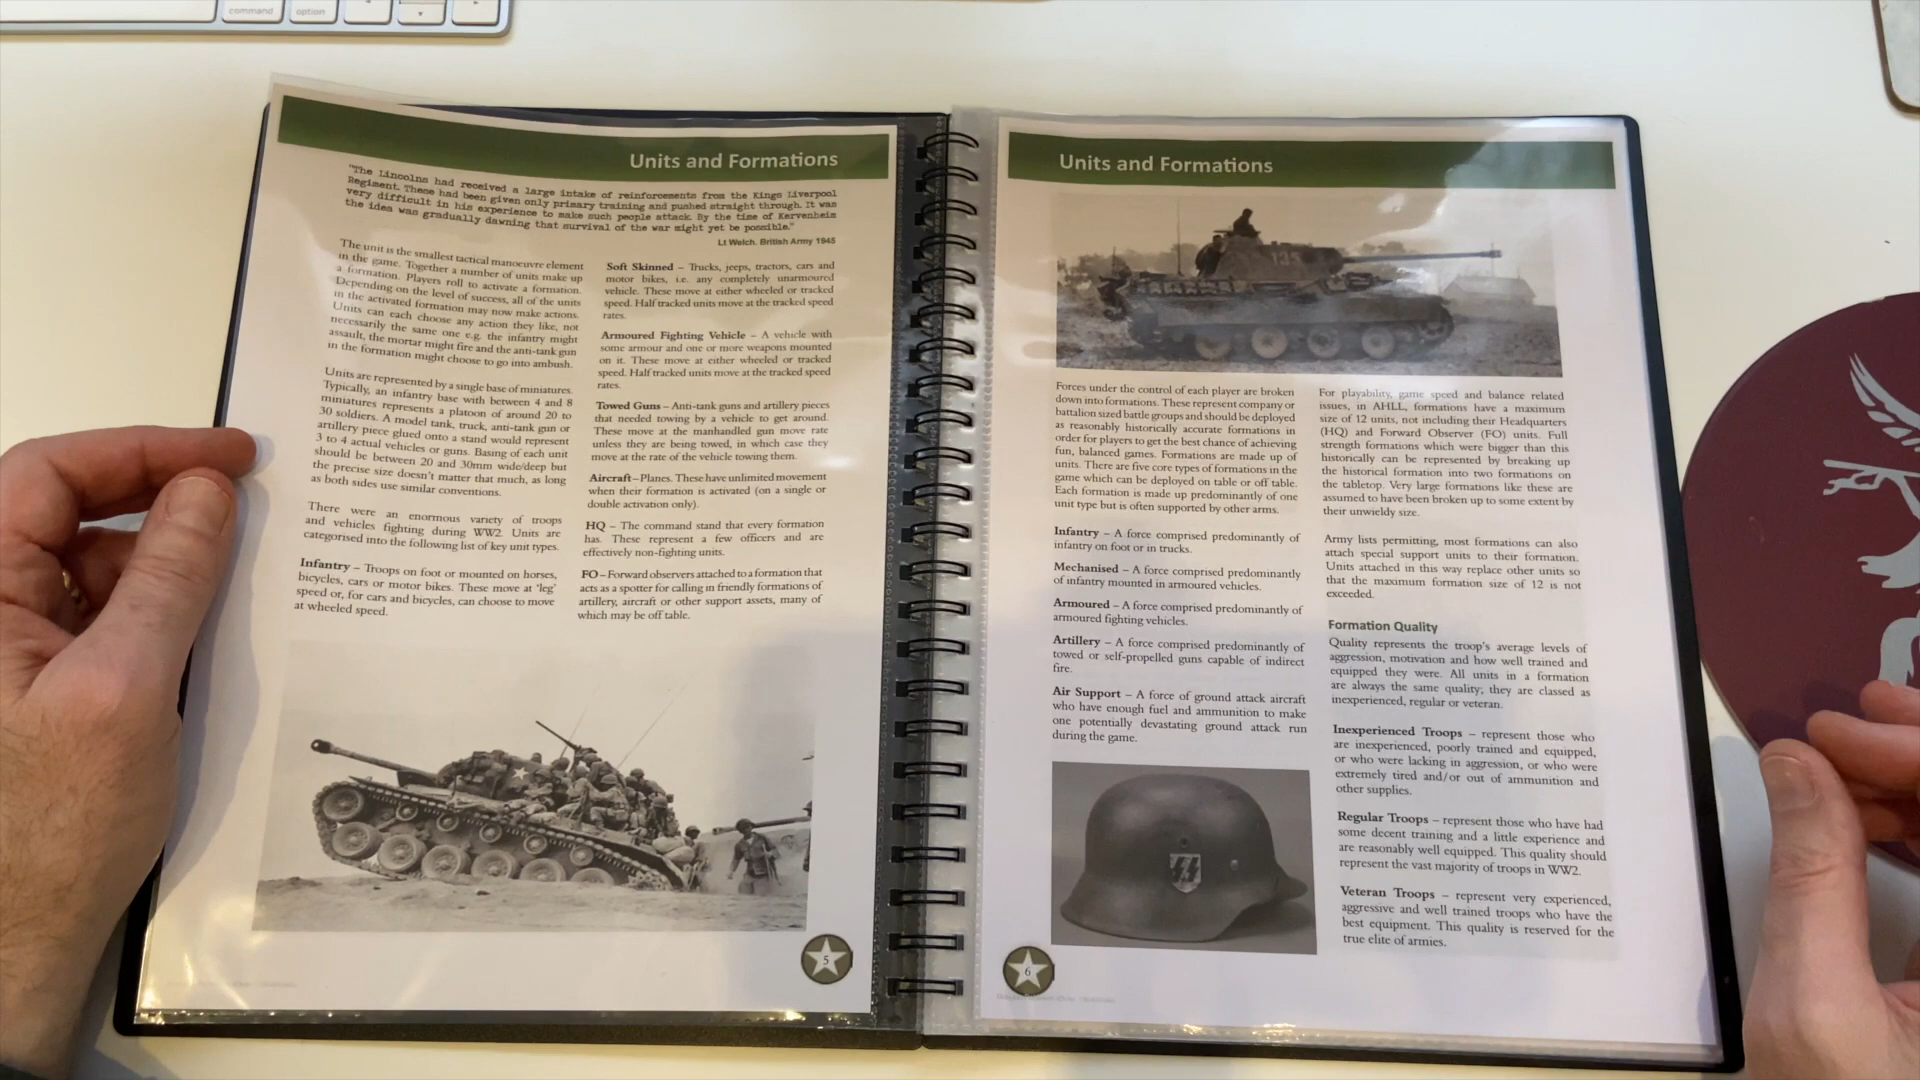 command
option
Units and Formations
"The Lincolns had received a large intake of reinforcements from the Kings Liverpool
Regiment. These had been given only primary training and pushed straight through. It was
very difficult in his experience to make such people attack. By the time of Kervenheim
the idea was gradually dawning that survival of the war might yet be possible."
Lt Welch. British Army 1945
The unit is the smallest tactical manoeuvre element
in the game. Together a number of units make up
a formation. Players roll to activate a formation.
Depending on the level of success, all of the units
in the activated formation may now make actions.
Units can each choose any action they like, not
necessarily the same one e.g. the infantry might
assault, the mortar might fire and the anti-tank gun
in the formation might choose to go into ambush.
Units are represented by a single base of miniatures.
Typically, an infantry base with between 4 and 8
miniatures represents a platoon of around 20 to
30 soldiers. A model tank, truck, anti-tank gun or
artillery piece glued onto a stand would represent
3 to 4 actual vehicles or guns. Basing of each unit
should be between 20 and 30mm wide/deep but
the precise size doesn't matter that much, as long
as both sides use similar conventions.
There were an enormous variety of troops
and vehicles fighting during WW2. Units are
categorised into the following list of key unit types.
Infantry – Troops on foot or mounted on horses,
bicycles, cars or motor bikes. These move at 'leg'
speed or, for cars and bicycles, can choose to move
at wheeled speed.
Soft Skinned – Trucks, jeeps, tractors, cars and
motor bikes, i.e. any completely unarmoured
vehicle. These move at either wheeled or tracked
speed. Half tracked units move at the tracked speed
rates.
Armoured Fighting Vehicle – A vehicle with
some armour and one or more weapons mounted
on it. These move at either wheeled or tracked
speed. Half tracked units move at the tracked speed
rates.
Towed Guns – Anti-tank guns and artillery pieces
that needed towing by a vehicle to get around.
These move at the manhandled gun move rate
unless they are being towed, in which case they
move at the rate of the vehicle towing them.
Aircraft – Planes. These have unlimited movement
when their formation is activated (on a single or
double activation only).
HQ – The command stand that every formation
has. These represent a few officers and are
effectively non-fighting units.
FO – Forward observers attached to a formation that
acts as a spotter for calling in friendly formations of
artillery, aircraft or other support assets, many of
which may be off table.
5
Units and Formations
135
Forces under the control of each player are broken
down into formations. These represent company or
battalion sized battle groups and should be deployed
as reasonably historically accurate formations in
order for players to get the best chance of achieving
fun, balanced games. Formations are made up of
units. There are five core types of formations in the
game which can be deployed on table or off table.
Each formation is made up predominantly of one
unit type but is often supported by other arms.
Infantry – A force comprised predominantly of
infantry on foot or in trucks.
Mechanised – A force comprised predominantly
of infantry mounted in armoured vehicles.
Armoured – A force comprised predominantly of
armoured fighting vehicles.
Artillery – A force comprised predominantly of
towed or self-propelled guns capable of indirect
fire.
Air Support – A force of ground attack aircraft
who have enough fuel and ammunition to make
one potentially devastating ground attack run
during the game.
For playability, game speed and balance related
issues, in AHLL, formations have a maximum
size of 12 units, not including their Headquarters
(HQ) and Forward Observer (FO) units. Full
strength formations which were bigger than this
historically can be represented by breaking up
the historical formation into two formations on
the tabletop. Very large formations like these are
assumed to have been broken up to some extent by
their unwieldy size.
Army lists permitting, most formations can also
attach special support units to their formation.
Units attached in this way replace other units so
that the maximum formation size of 12 is not
exceeded.
Formation Quality
Quality represents the troop's average levels of
aggression, motivation and how well trained and
equipped they were. All units in a formation
are always the same quality; they are classed as
inexperienced, regular or veteran.
Inexperienced Troops – represent those who
are inexperienced, poorly trained and equipped,
or who were lacking in aggression, or who were
extremely tired and/or out of ammunition and
other supplies.
Regular Troops – represent those who have had
some decent training and a little experience and
are reasonably well equipped. This quality should
represent the vast majority of troops in WW2.
Veteran Troops – represent very experienced,
aggressive and well trained troops who have the
best equipment. This quality is reserved for the
true elite of armies.
6